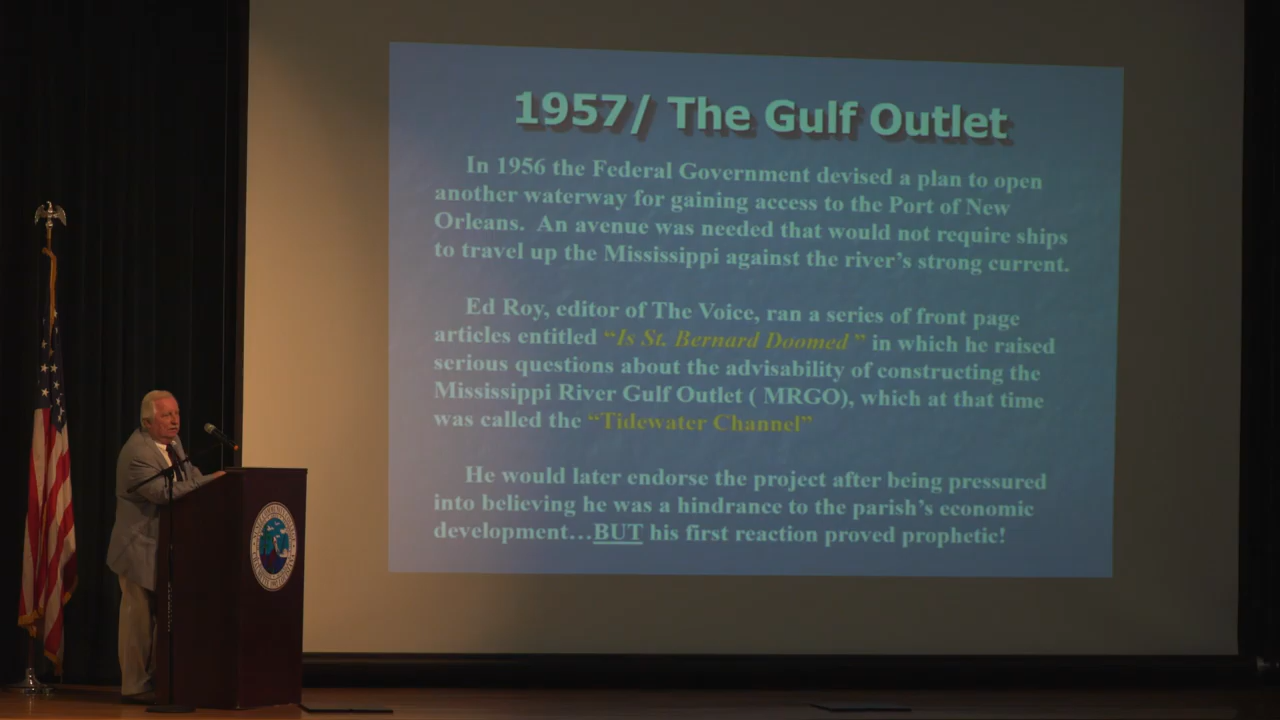 1957/ The Gulf Outlet
In 1956 the Federal Government devised a plan to open
another waterway for gaining access to the Port of New
Orleans. An avenue was needed that would not require ships
to travel up the Mississippi against the river's strong current.
Ed Roy, editor of The Voice, ran a series of front page
articles entitled “Is St. Bernard Doomed ” in which he raised
serious questions about the advisability of constructing the
Mississippi River Gulf Outlet ( MRGO), which at that time
was called the “Tidewater Channel”
He would later endorse the project after being pressured
into believing he was a hindrance to the parish's economic
development…BUT his first reaction proved prophetic!